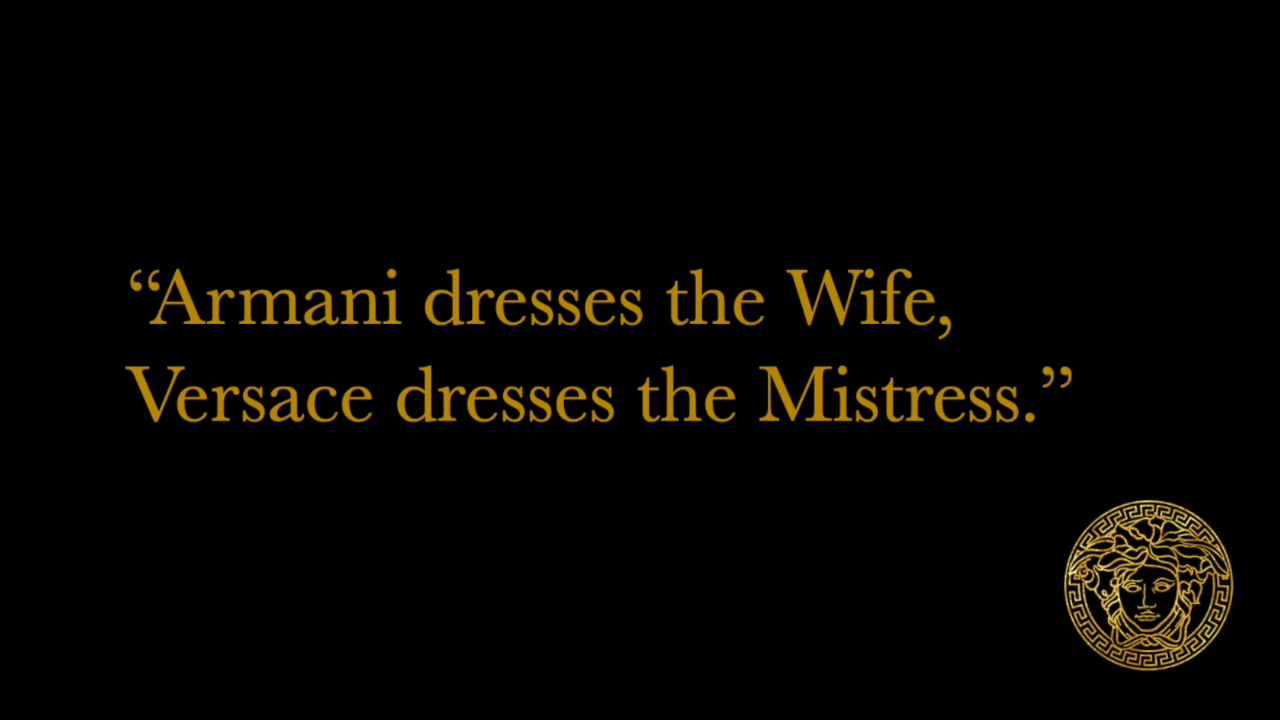 “Armani dresses the Wife,
Versace dresses the Mistress.”